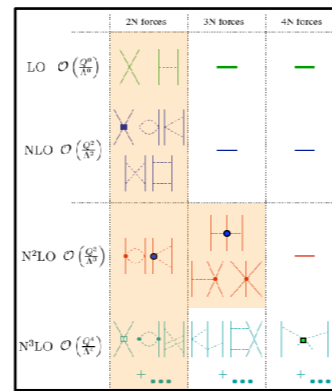 2N forces 3N forces 4N forces
LO 𝒪(Q⁰/Λ⁰)
NLO 𝒪(Q²/Λ²)
N²LO 𝒪(Q³/Λ³)
N³LO 𝒪(Q⁴/Λ⁴)
+ ... + ... + ...